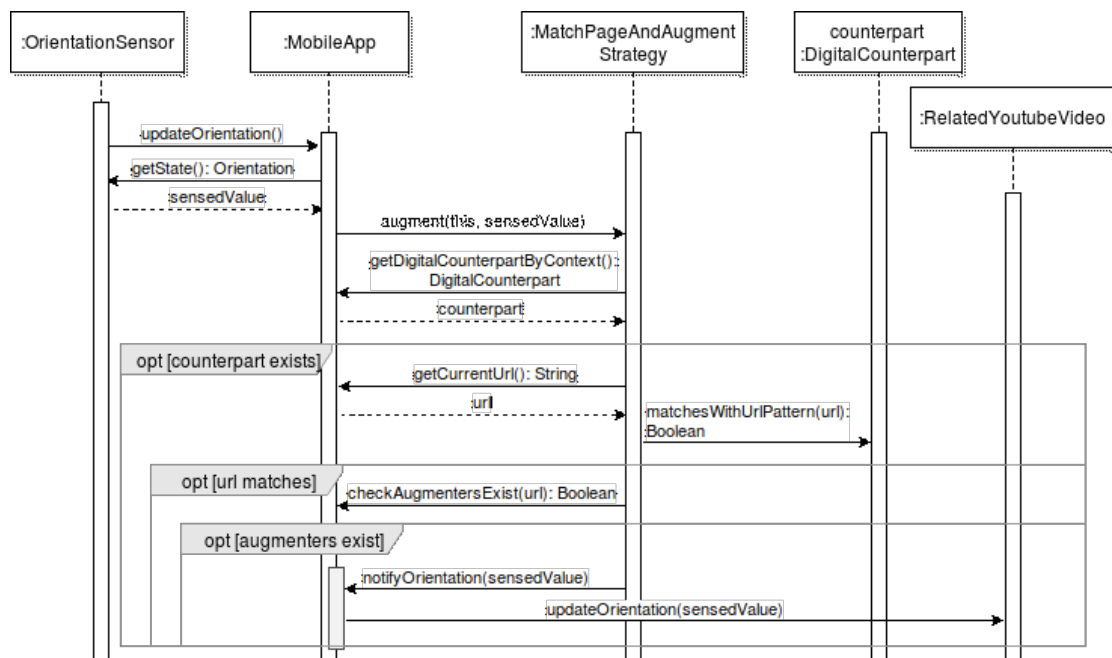 :OrientationSensor
:MobileApp
:MatchPageAndAugment
Strategy
counterpart
:DigitalCounterpart
:RelatedYoutubeVideo
updateOrientation()
getState(): Orientation
sensedValue
augment(this, sensedValue)
getDigitalCounterpartByContext():
DigitalCounterpart
counterpart
opt [counterpart exists]
getCurrentUrl(): String
url
matchesWithUrlPattern(url):
Boolean
opt [url matches]
checkAugmentersExist(url): Boolean
opt [augmenters exist]
notifyOrientation(sensedValue)
updateOrientation(sensedValue)